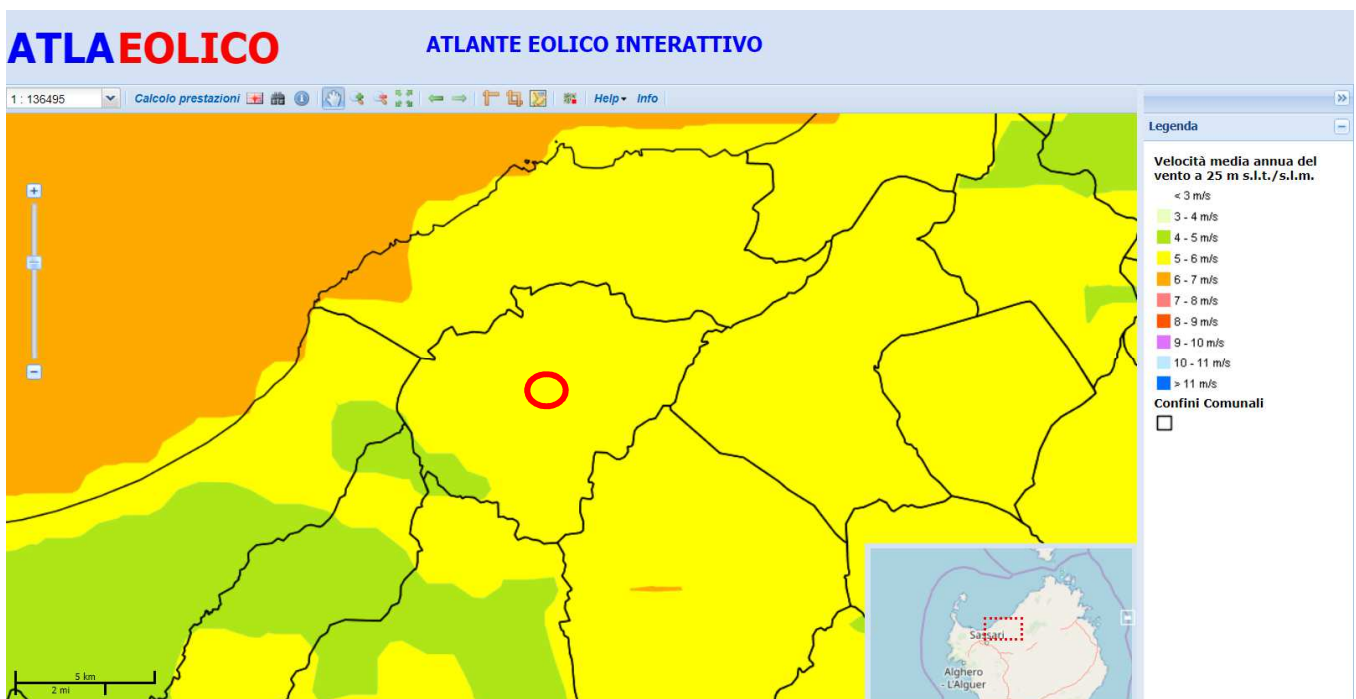 ATLAEOLICO
ATLANTE EOLICO INTERATTIVO
1 : 136495
Calcolo prestazioni
Help
Info
Legenda
Velocità media annua del
vento a 25 m s.l.t./s.l.m.
< 3 m/s
3 - 4 m/s
4 - 5 m/s
5 - 6 m/s
6 - 7 m/s
7 - 8 m/s
8 - 9 m/s
9 - 10 m/s
10 - 11 m/s
> 11 m/s
Confini Comunali
5 km
2 mi
Sassari
Alghero
- L'Alguer